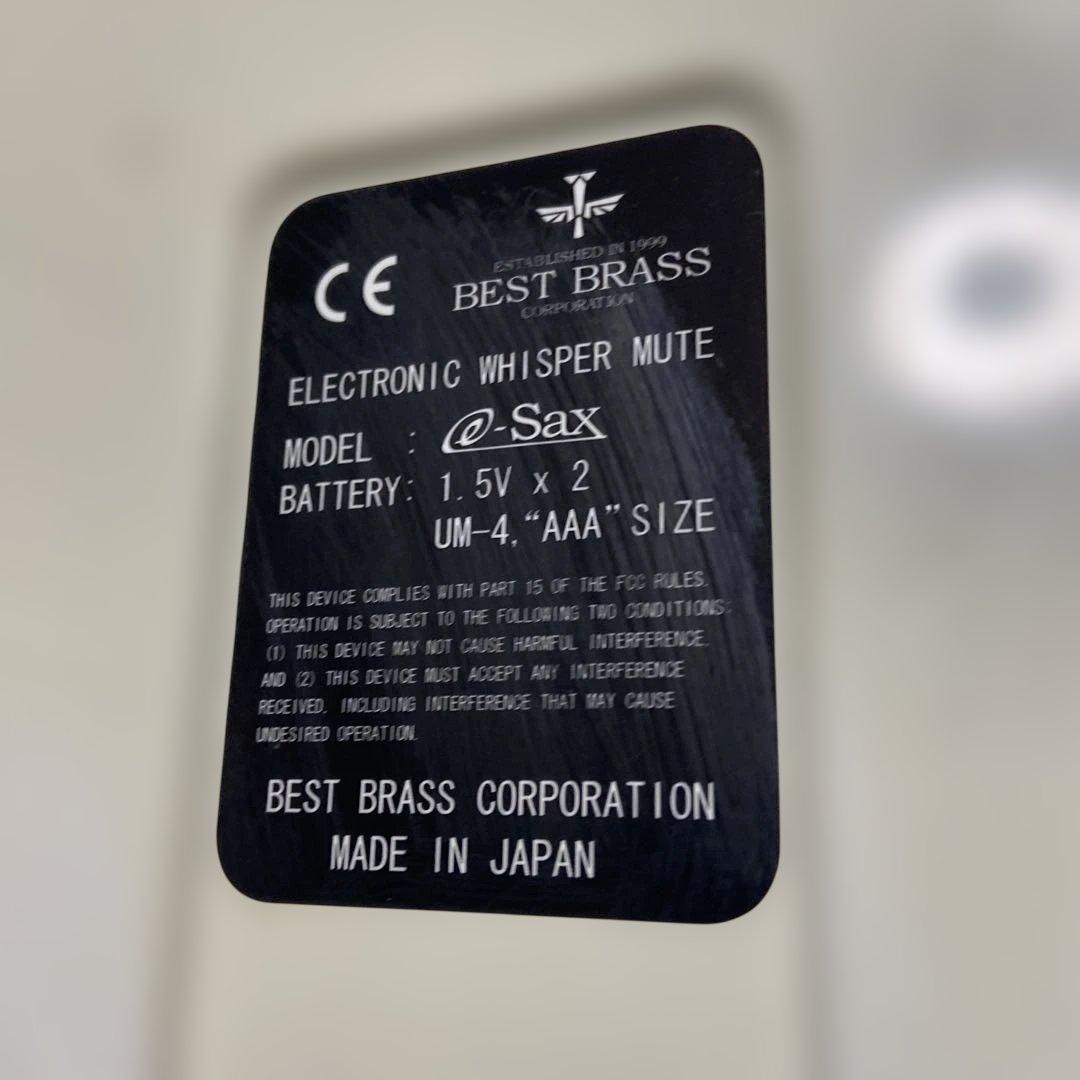 CE
ESTABLISHED IN 1999
BEST BRASS
CORPORATION
ELECTRONIC WHISPER MUTE
MODEL : e-Sax
BATTERY: 1.5V x 2
UM-4, "AAA" SIZE
THIS DEVICE COMPLIES WITH PART 15 OF THE FCC RULES.
OPERATION IS SUBJECT TO THE FOLLOWING TWO CONDITIONS:
(1) THIS DEVICE MAY NOT CAUSE HARMFUL INTERFERENCE.
AND (2) THIS DEVICE MUST ACCEPT ANY INTERFERENCE
RECEIVED. INCLUDING INTERFERENCE THAT MAY CAUSE
UNDESIRED OPERATION.
BEST BRASS CORPORATION
MADE IN JAPAN